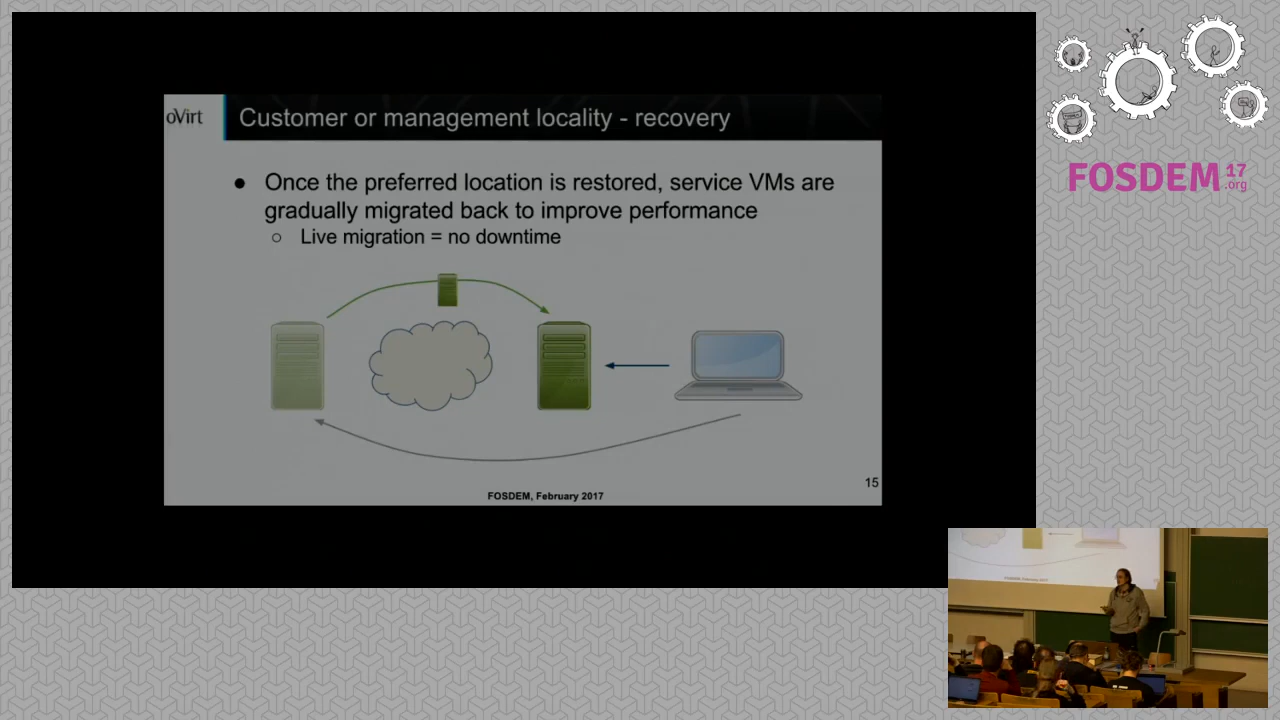 oVirt
Customer or management locality - recovery
● Once the preferred location is restored, service VMs are
gradually migrated back to improve performance
○ Live migration = no downtime
15
FOSDEM, February 2017
FOSDEM 17
.org